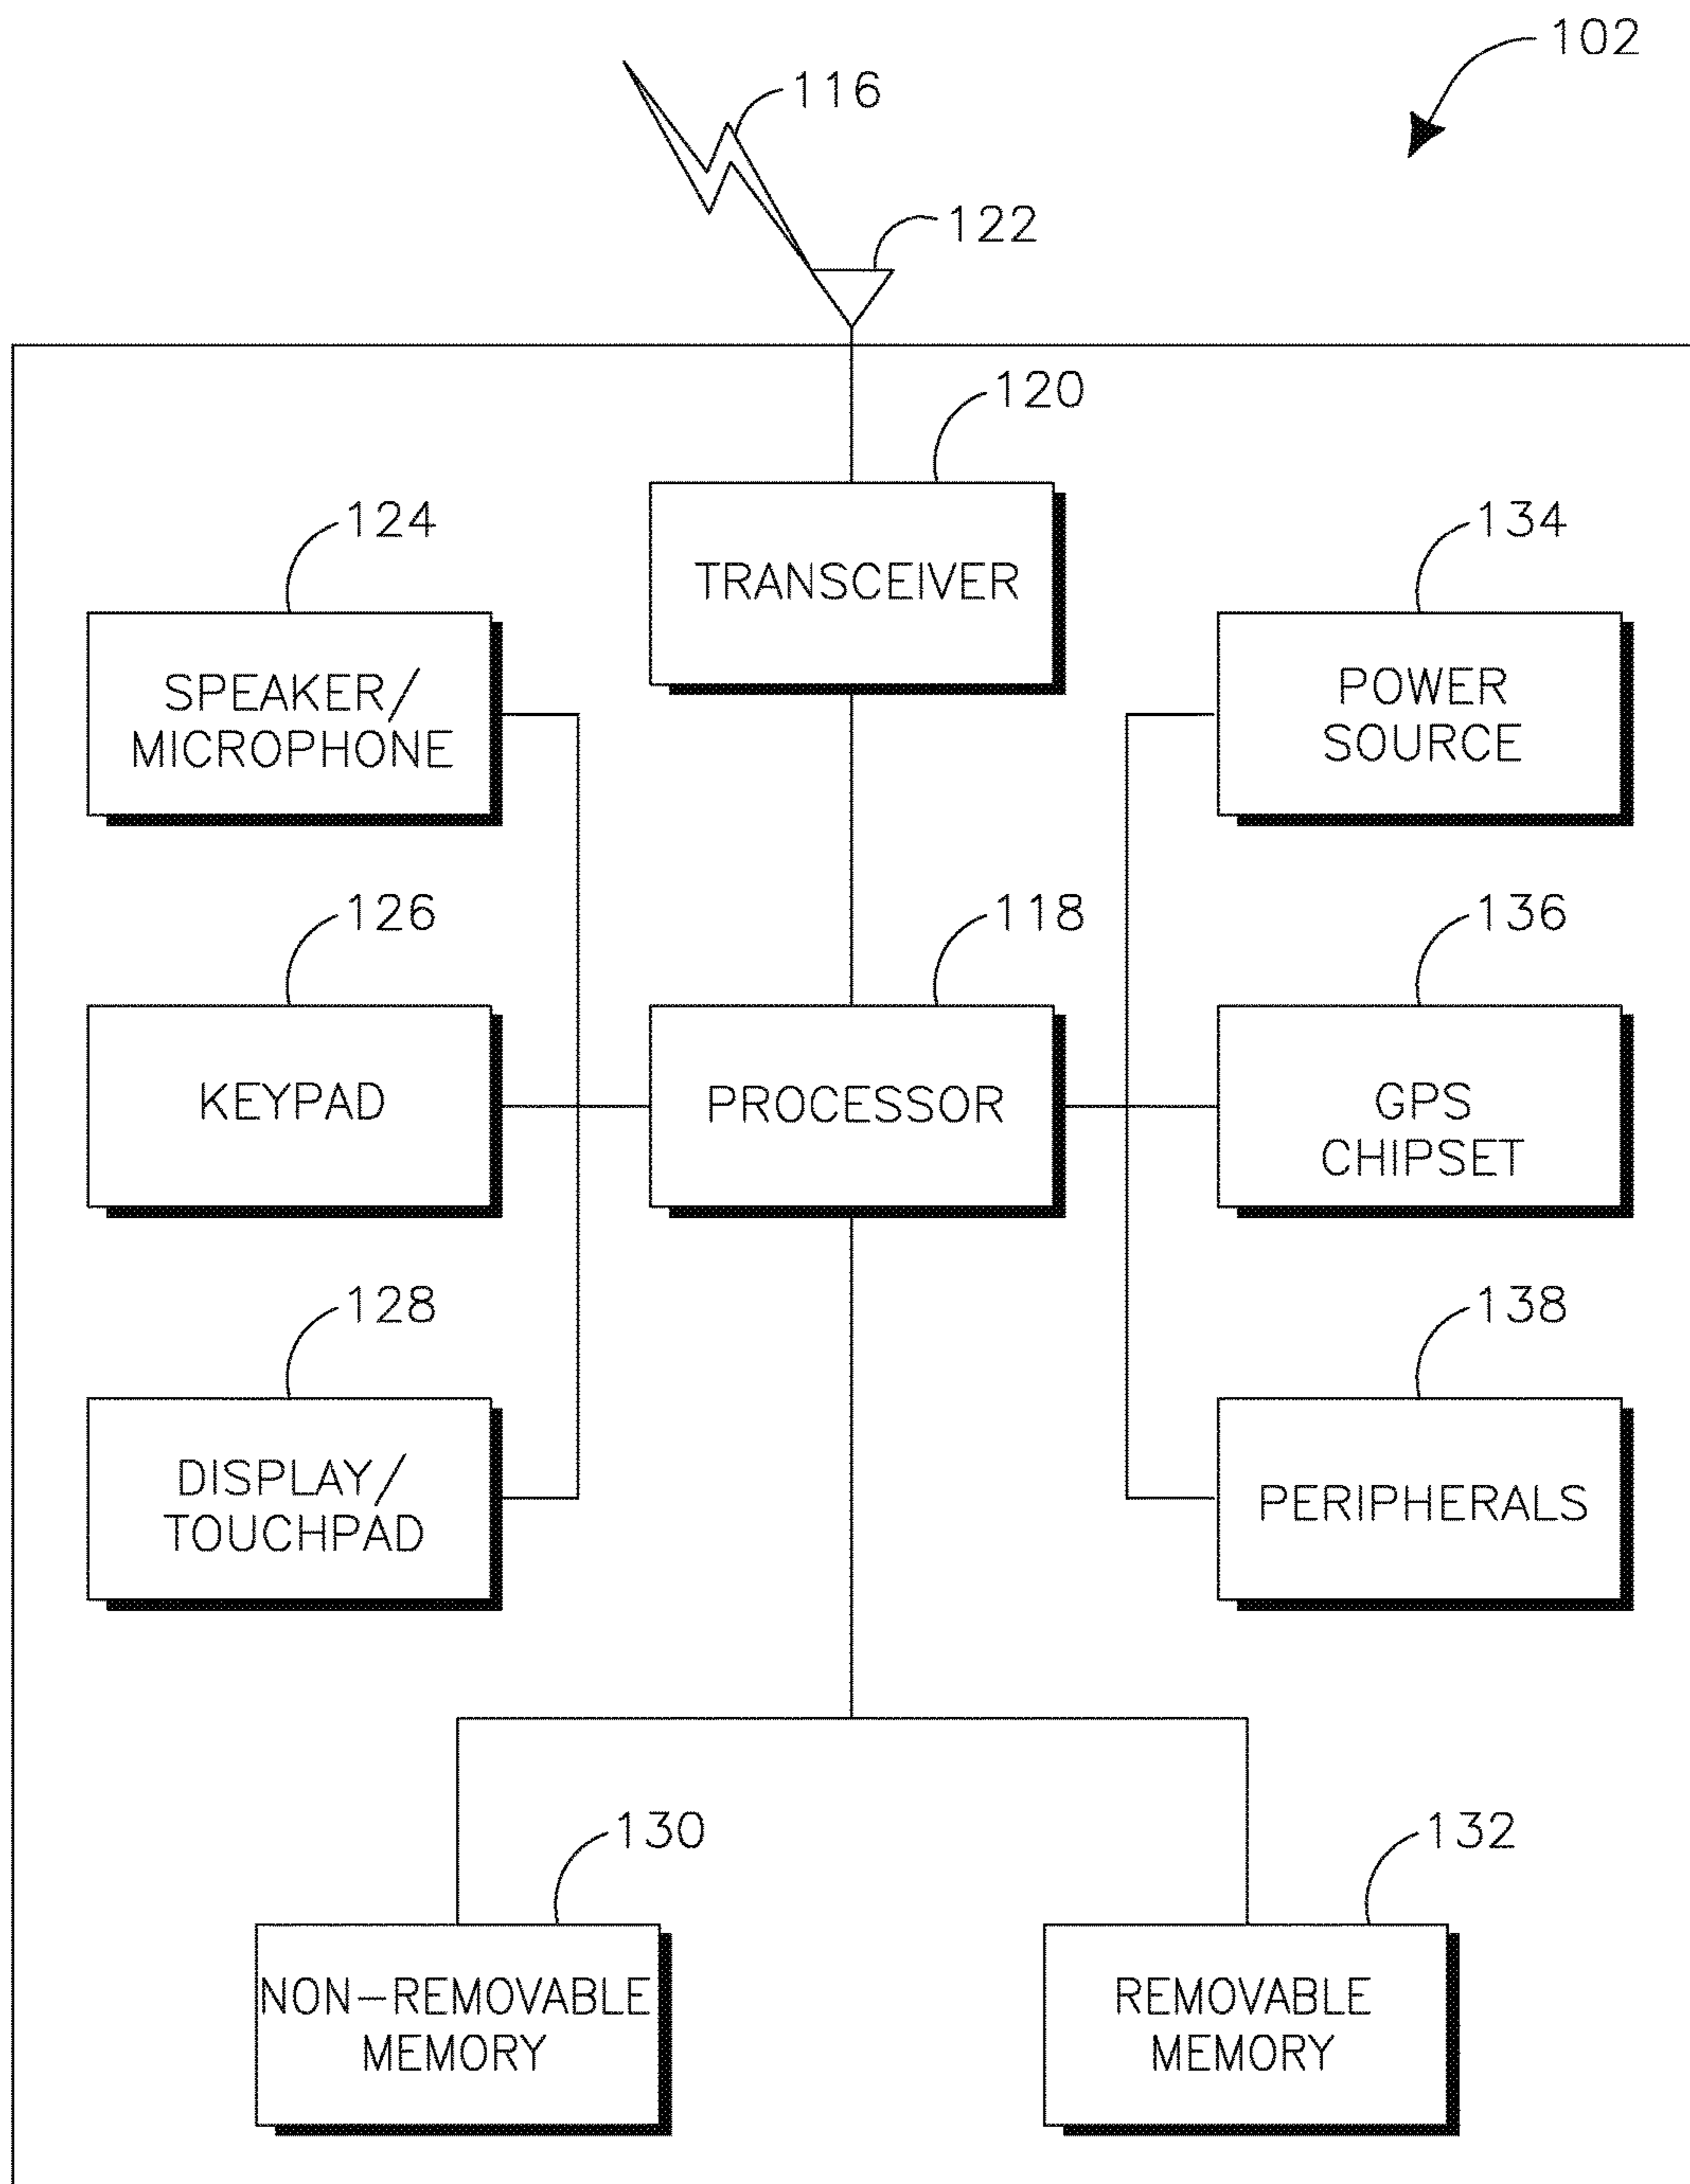 102
116
122
120
TRANSCEIVER
124
SPEAKER/
MICROPHONE
134
POWER
SOURCE
126
KEYPAD
118
PROCESSOR
136
GPS
CHIPSET
128
DISPLAY/
TOUCHPAD
138
PERIPHERALS
130
NON-REMOVABLE
MEMORY
132
REMOVABLE
MEMORY